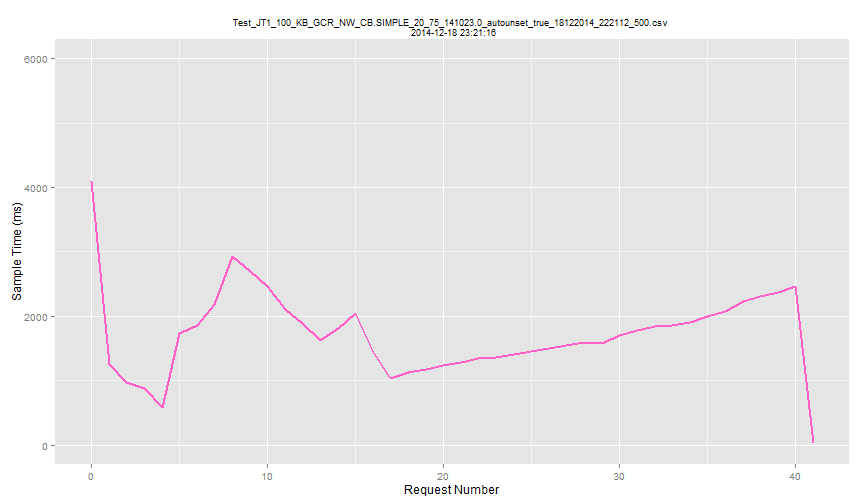 Test_JT1_100_KB_GCR_NW_CB.SIMPLE_20_75_141023.0_autounset_true_18122014_222112_500.csv
2014-12-18 23:21:16
6000
4000
2000
0
Sample Time (ms)
0 10 20 30 40
Request Number